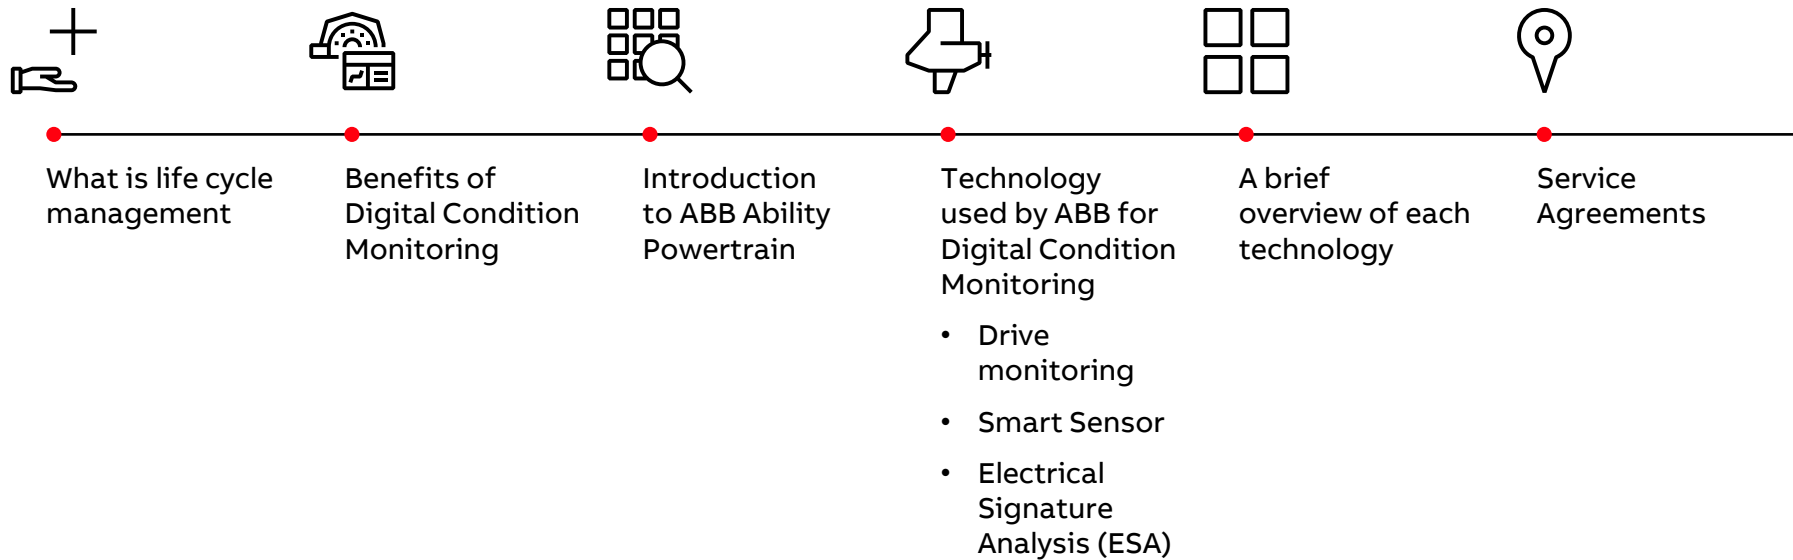 What is life cycle
management
Benefits of
Digital Condition
Monitoring
Introduction
to ABB Ability
Powertrain
Technology
used by ABB for
Digital Condition
Monitoring
• Drive
monitoring
• Smart Sensor
• Electrical
Signature
Analysis (ESA)
A brief
overview of each
technology
Service
Agreements